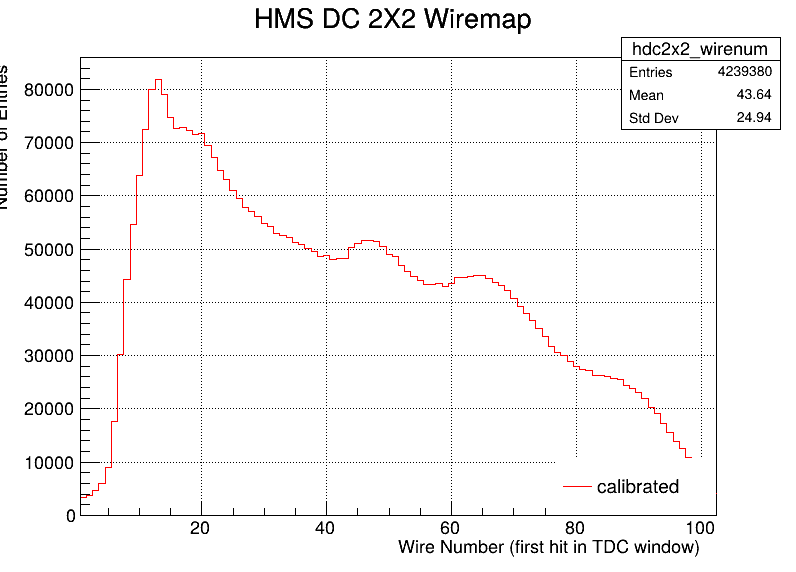 HMS DC 2X2 Wiremap
hdc2x2_wirenum
Entries 4239380
Mean 43.64
Std Dev 24.94
Number of Entries
80000
70000
60000
50000
40000
30000
20000
10000
0
20 40 60 80 100
calibrated
Wire Number (first hit in TDC window)